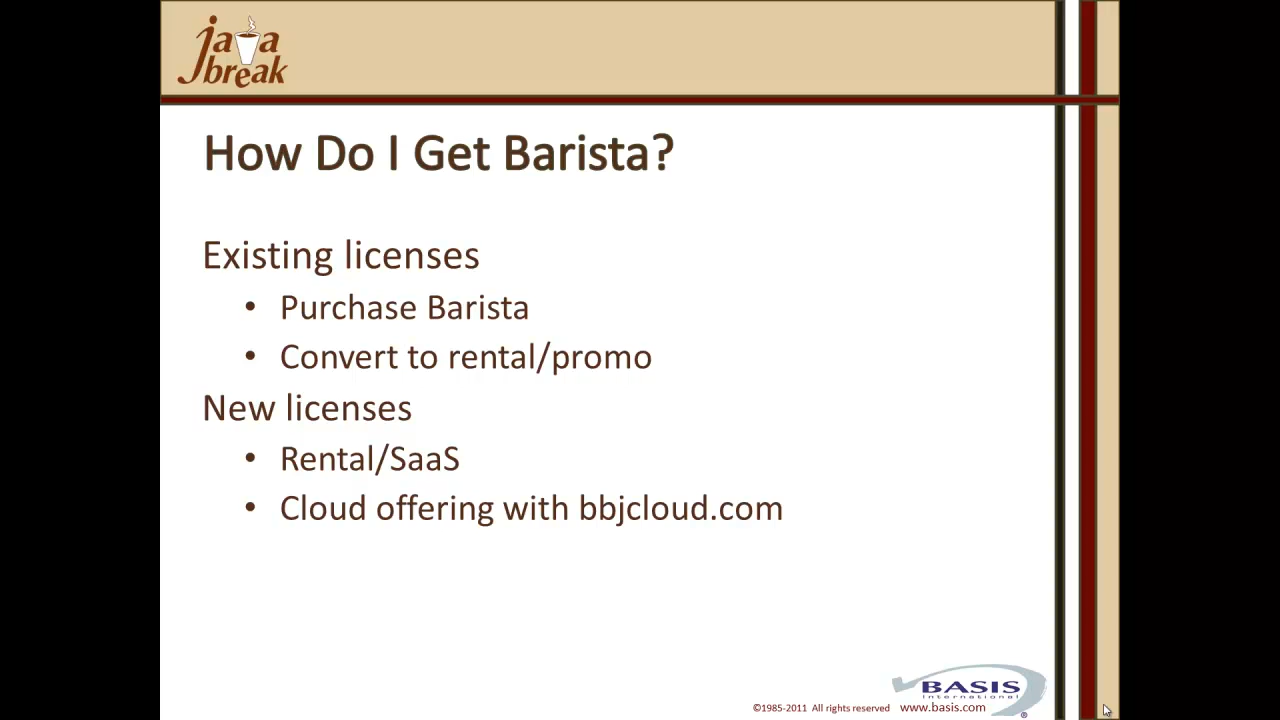 java
break
How Do I Get Barista?
Existing licenses
• Purchase Barista
• Convert to rental/promo
New licenses
• Rental/SaaS
• Cloud offering with bbjcloud.com
BASIS
International
®
©1985-2011 All rights reserved www.basis.com